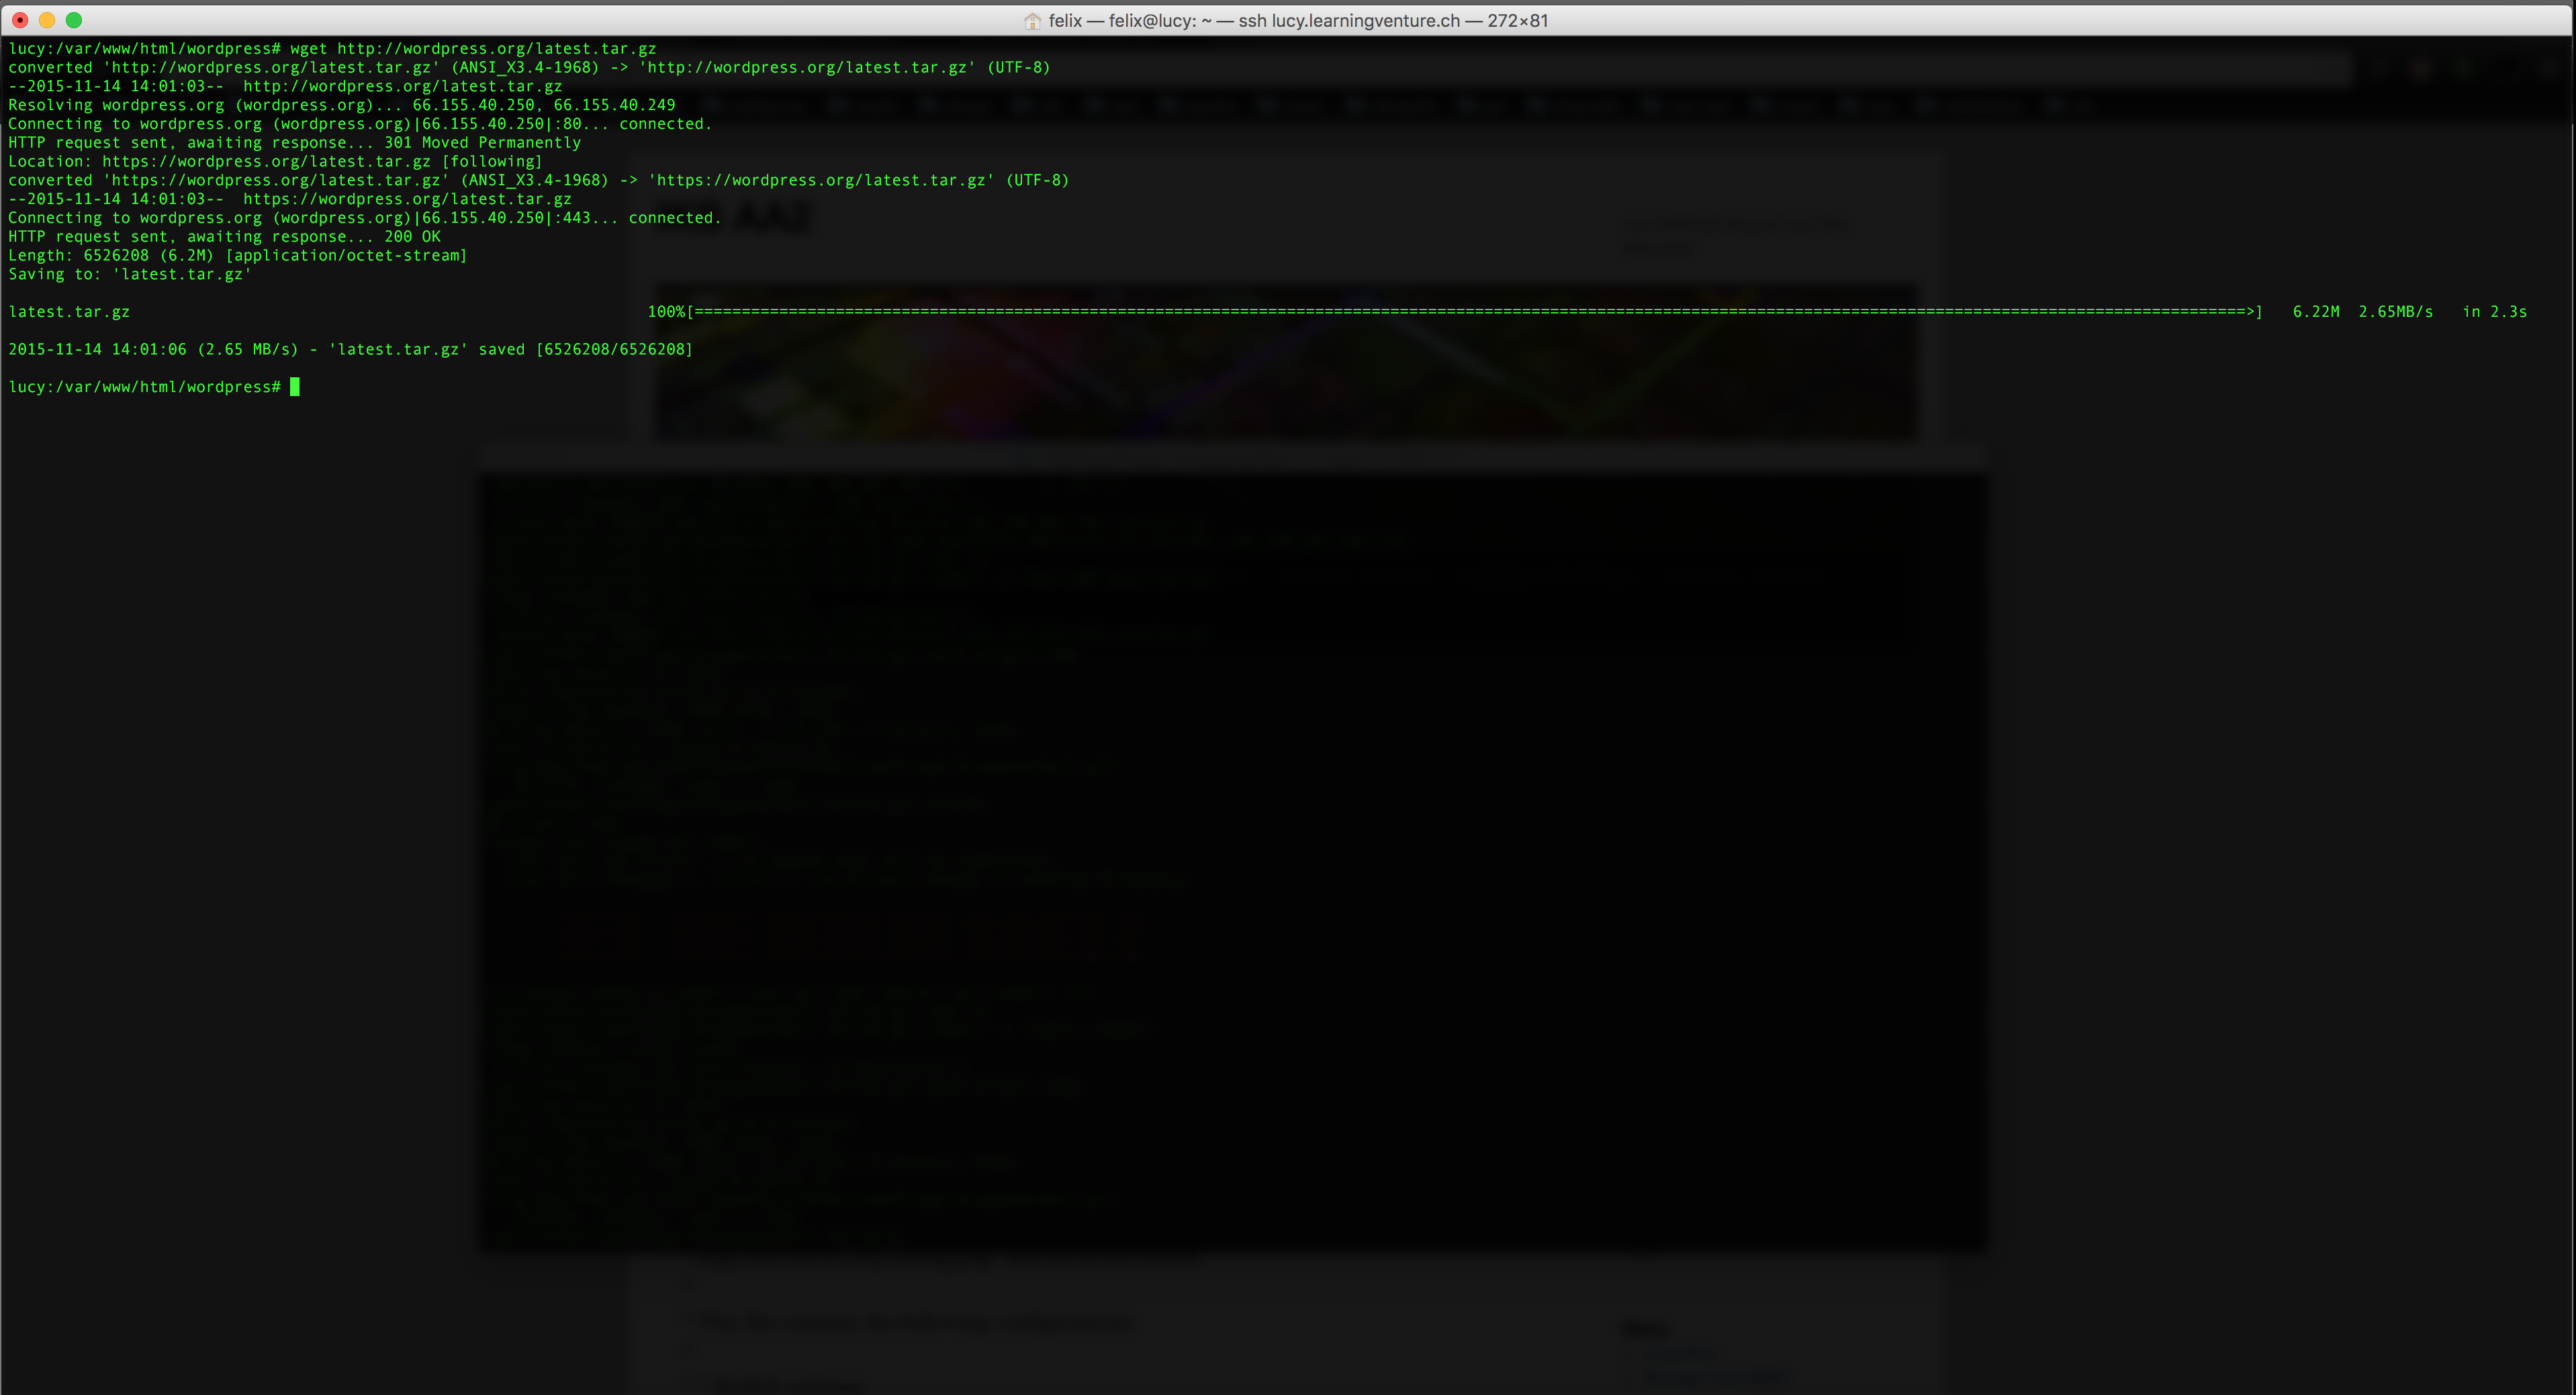 felix — felix@lucy: ~ — ssh lucy.learningventure.ch — 272×81
lucy:/var/www/html/wordpress# wget http://wordpress.org/latest.tar.gz
converted 'http://wordpress.org/latest.tar.gz' (ANSI_X3.4-1968) -> 'http://wordpress.org/latest.tar.gz' (UTF-8)
--2015-11-14 14:01:03--  http://wordpress.org/latest.tar.gz
Resolving wordpress.org (wordpress.org)... 66.155.40.250, 66.155.40.249
Connecting to wordpress.org (wordpress.org)|66.155.40.250|:80... connected.
HTTP request sent, awaiting response... 301 Moved Permanently
Location: https://wordpress.org/latest.tar.gz [following]
converted 'https://wordpress.org/latest.tar.gz' (ANSI_X3.4-1968) -> 'https://wordpress.org/latest.tar.gz' (UTF-8)
--2015-11-14 14:01:03--  https://wordpress.org/latest.tar.gz
Connecting to wordpress.org (wordpress.org)|66.155.40.250|:443... connected.
HTTP request sent, awaiting response... 200 OK
Length: 6526208 (6.2M) [application/octet-stream]
Saving to: 'latest.tar.gz'
latest.tar.gz 100%[=====================================================================================================================================================================>] 6.22M 2.65MB/s in 2.3s
2015-11-14 14:01:06 (2.65 MB/s) - 'latest.tar.gz' saved [6526208/6526208]
lucy:/var/www/html/wordpress#
AA2